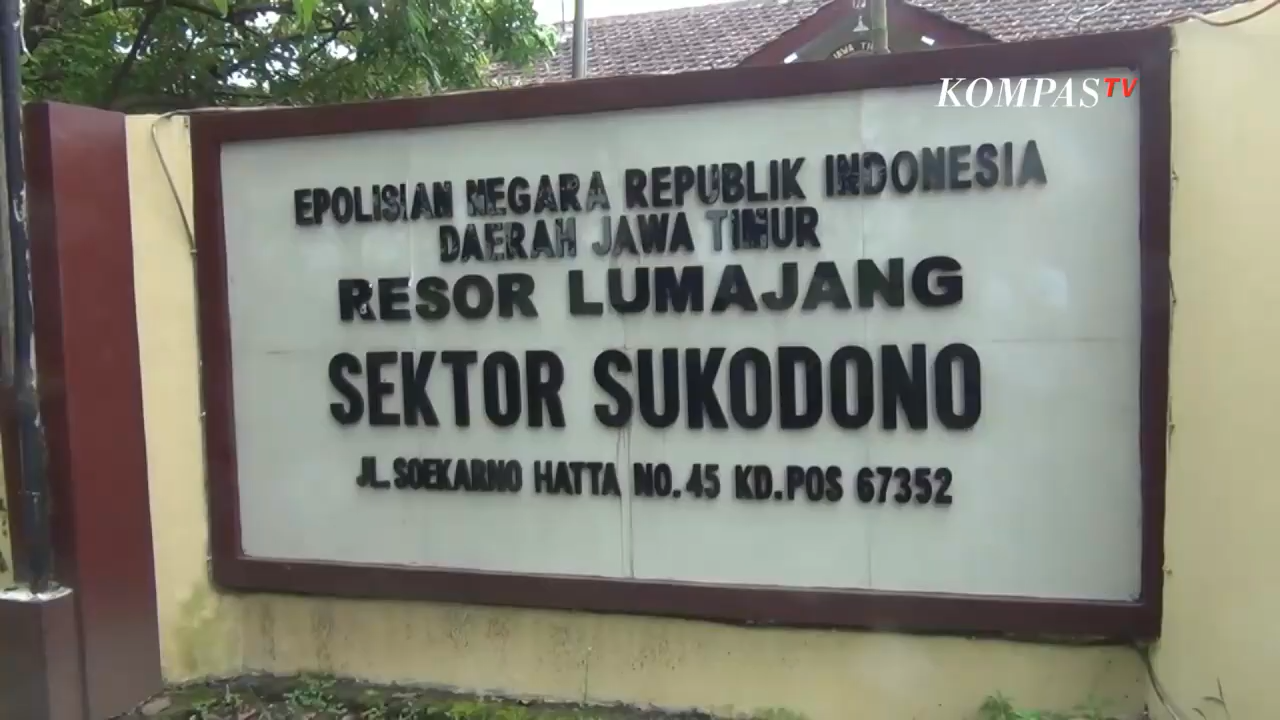 KOMPASTV
EPOLISIAN NEGARA REPUBLIK INDONESIA
DAERAH JAWA TIMUR
RESOR LUMAJANG
SEKTOR SUKODONO
JL. SOEKARNO HATTA NO. 45 KD.POS 67352